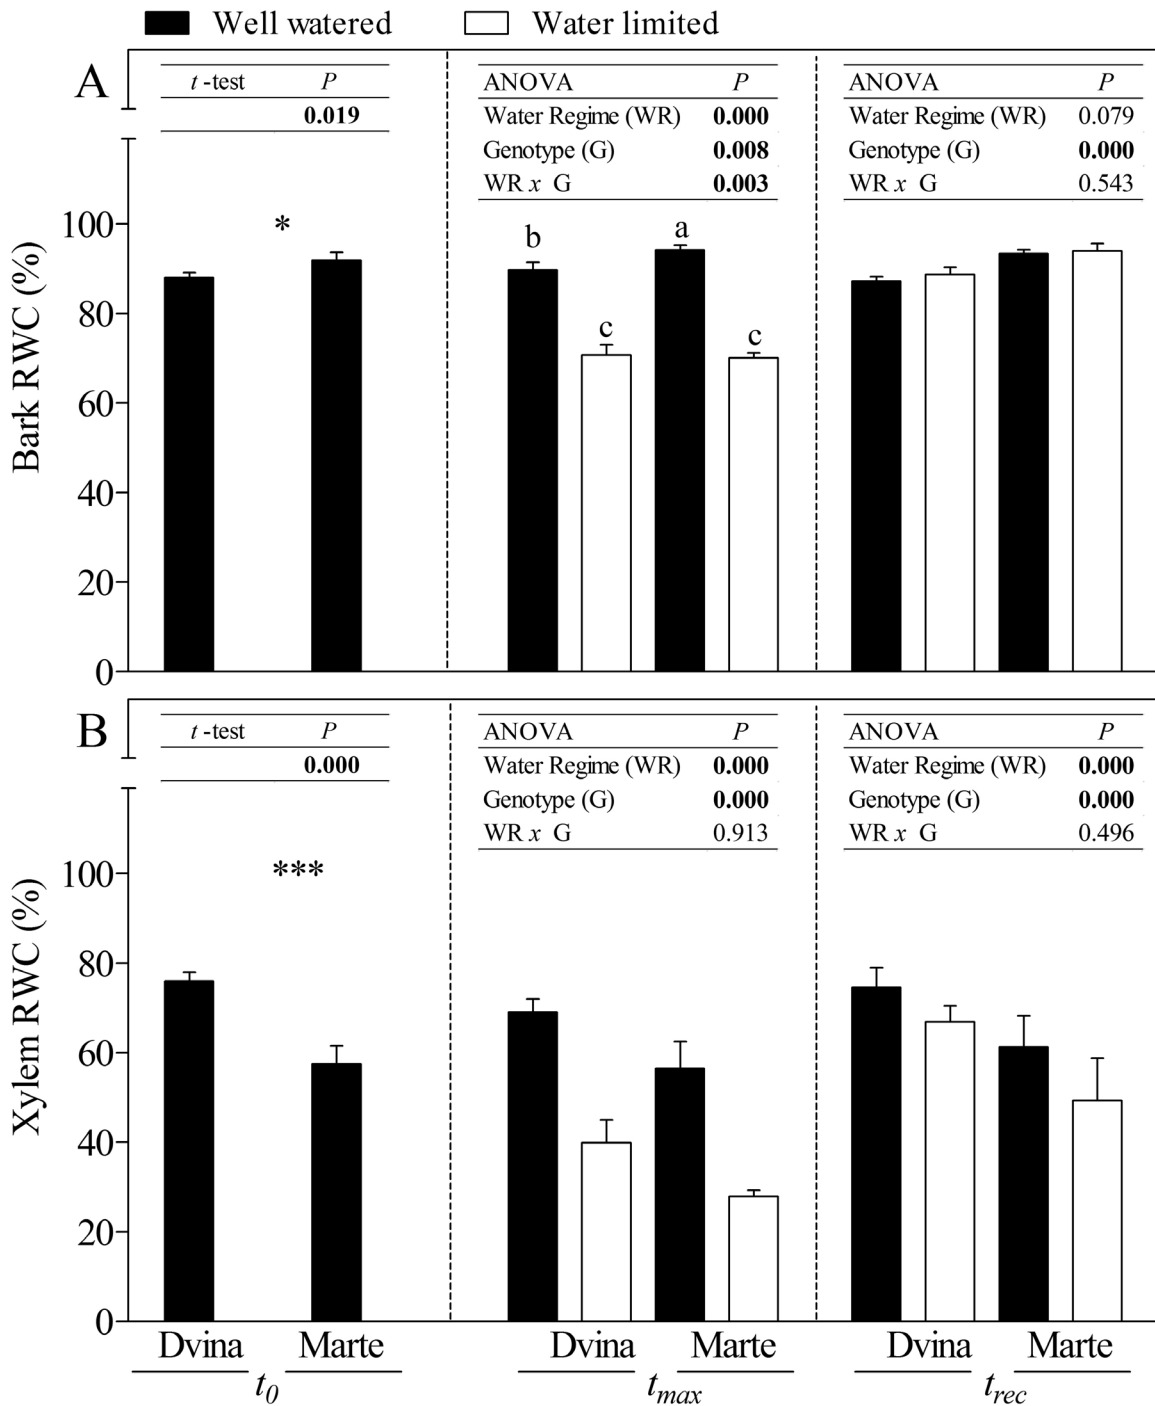 Well watered Water limited
A
t-test P
0.019
ANOVA P
Water Regime (WR) 0.000
Genotype (G) 0.008
WR x G 0.003
ANOVA P
Water Regime (WR) 0.079
Genotype (G) 0.000
WR x G 0.543
Bark RWC (%)
100
80
60
40
20
0
*
b
c
a
c
B
t-test P
0.000
ANOVA P
Water Regime (WR) 0.000
Genotype (G) 0.000
WR x G 0.913
ANOVA P
Water Regime (WR) 0.000
Genotype (G) 0.000
WR x G 0.496
Xylem RWC (%)
100
80
60
40
20
0
***
Dvina Marte Dvina Marte Dvina Marte
t0 tmax trec